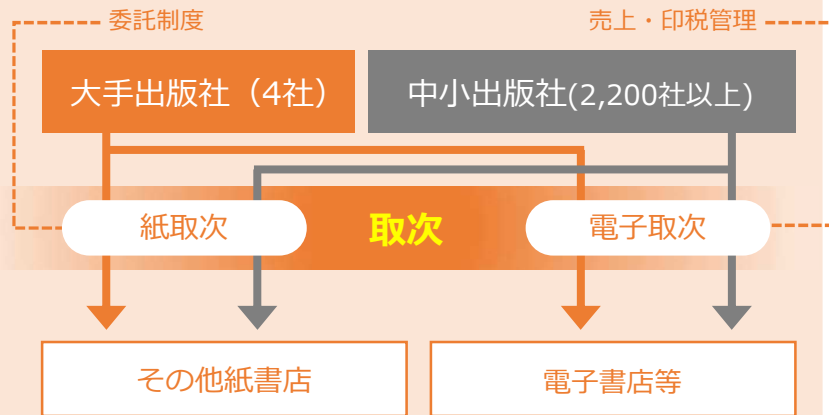 委託制度
売上・印税管理
大手出版社（4社）
中小出版社(2,200社以上)
紙取次
取次
電子取次
その他紙書店
電子書店等